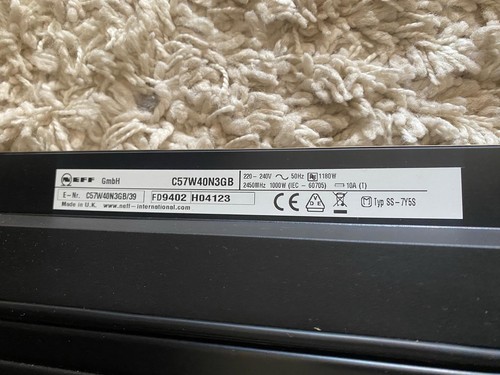 NEFF GmbH C57W40N3GB
E-Nr. C57W40N3GB/39 FD9402 H04123
Made in U.K. www.neff-international.com
220- 240V 50Hz 1180W
2450MHz 1000W (IEC - 60705) 10A (T)
CE Typ SS-7Y5S